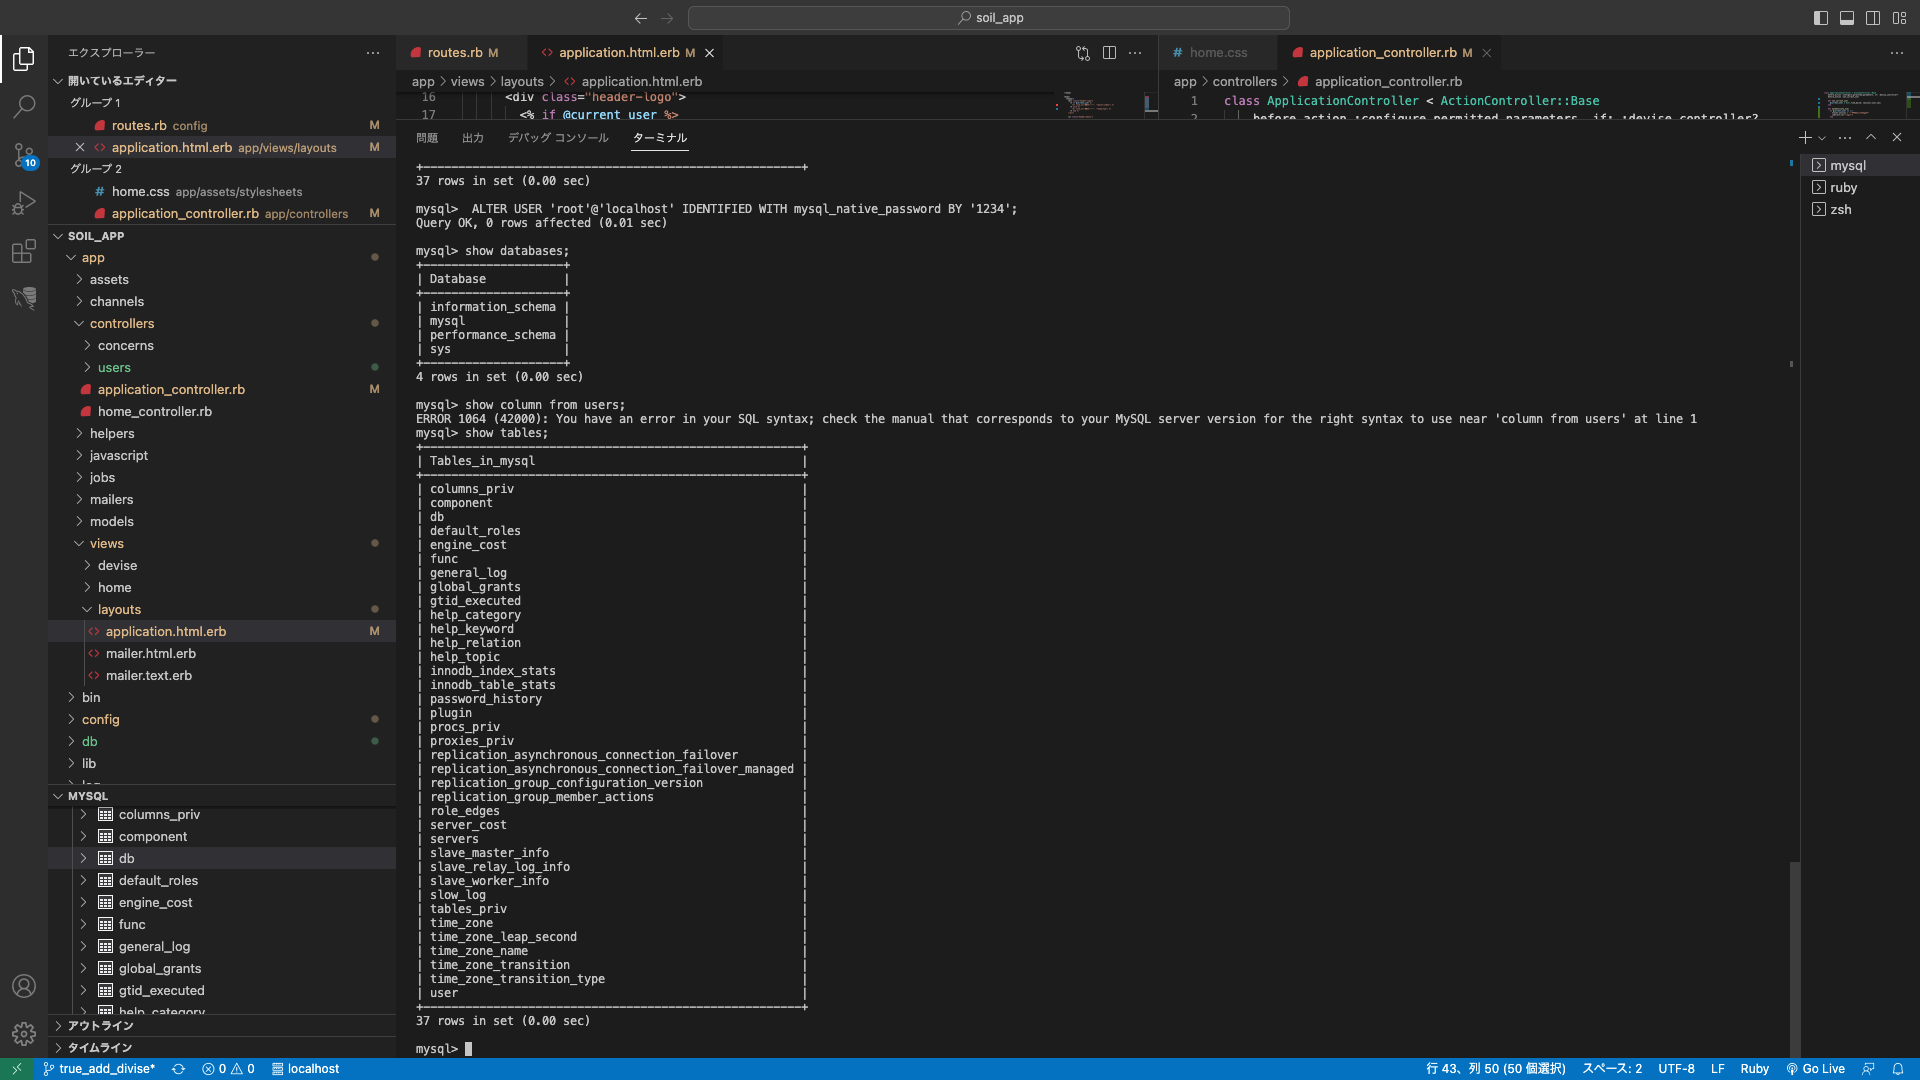 soil_app
エクスプローラー
開いているエディター
グループ 1
routes.rb config M
application.html.erb app/views/layouts M
グループ 2
home.css app/assets/stylesheets
application_controller.rb app/controllers M
SOIL_APP
app
assets
channels
controllers
concerns
users
application_controller.rb M
home_controller.rb
helpers
javascript
jobs
mailers
models
views
devise
home
layouts
application.html.erb M
mailer.html.erb
mailer.text.erb
bin
config
db
lib
MYSQL
columns_priv
component
db
default_roles
engine_cost
func
general_log
global_grants
gtid_executed
help_category
アウトライン
タイムライン
10
routes.rb M
application.html.erb M
app > views > layouts > application.html.erb
16 <div class="header-logo">
17 <% if @current_user %>
home.css
application_controller.rb M
app > controllers > application_controller.rb
1 class ApplicationController < ActionController::Base
2 before_action :configure_permitted_parameters, if: :devise_controller?
問題 出力 デバッグ コンソール ターミナル
+------------------------------------------------------+
37 rows in set (0.00 sec)
mysql>  ALTER USER 'root'@'localhost' IDENTIFIED WITH mysql_native_password BY '1234';
Query OK, 0 rows affected (0.01 sec)
mysql> show databases;
+--------------------+
| Database           |
+--------------------+
| information_schema |
| mysql              |
| performance_schema |
| sys                |
+--------------------+
4 rows in set (0.00 sec)
mysql> show column from users;
ERROR 1064 (42000): You have an error in your SQL syntax; check the manual that corresponds to your MySQL server version for the right syntax to use near 'column from users' at line 1
mysql> show tables;
+------------------------------------------------------+
| Tables_in_mysql                                      |
+------------------------------------------------------+
| columns_priv                                         |
| component                                            |
| db                                                   |
| default_roles                                        |
| engine_cost                                          |
| func                                                 |
| general_log                                          |
| global_grants                                        |
| gtid_executed                                        |
| help_category                                        |
| help_keyword                                         |
| help_relation                                        |
| help_topic                                           |
| innodb_index_stats                                   |
| innodb_table_stats                                   |
| password_history                                     |
| plugin                                               |
| procs_priv                                           |
| proxies_priv                                         |
| replication_asynchronous_connection_failover         |
| replication_asynchronous_connection_failover_managed |
| replication_group_configuration_version              |
| replication_group_member_actions                     |
| role_edges                                           |
| server_cost                                          |
| servers                                              |
| slave_master_info                                    |
| slave_relay_log_info                                 |
| slave_worker_info                                    |
| slow_log                                             |
| tables_priv                                          |
| time_zone                                            |
| time_zone_leap_second                                |
| time_zone_name                                       |
| time_zone_transition                                 |
| time_zone_transition_type                            |
| user                                                 |
+------------------------------------------------------+
37 rows in set (0.00 sec)
mysql>
mysql
ruby
zsh
true_add_divise* 0 0 localhost
行 43、列 50 (50 個選択) スペース: 2 UTF-8 LF Ruby Go Live